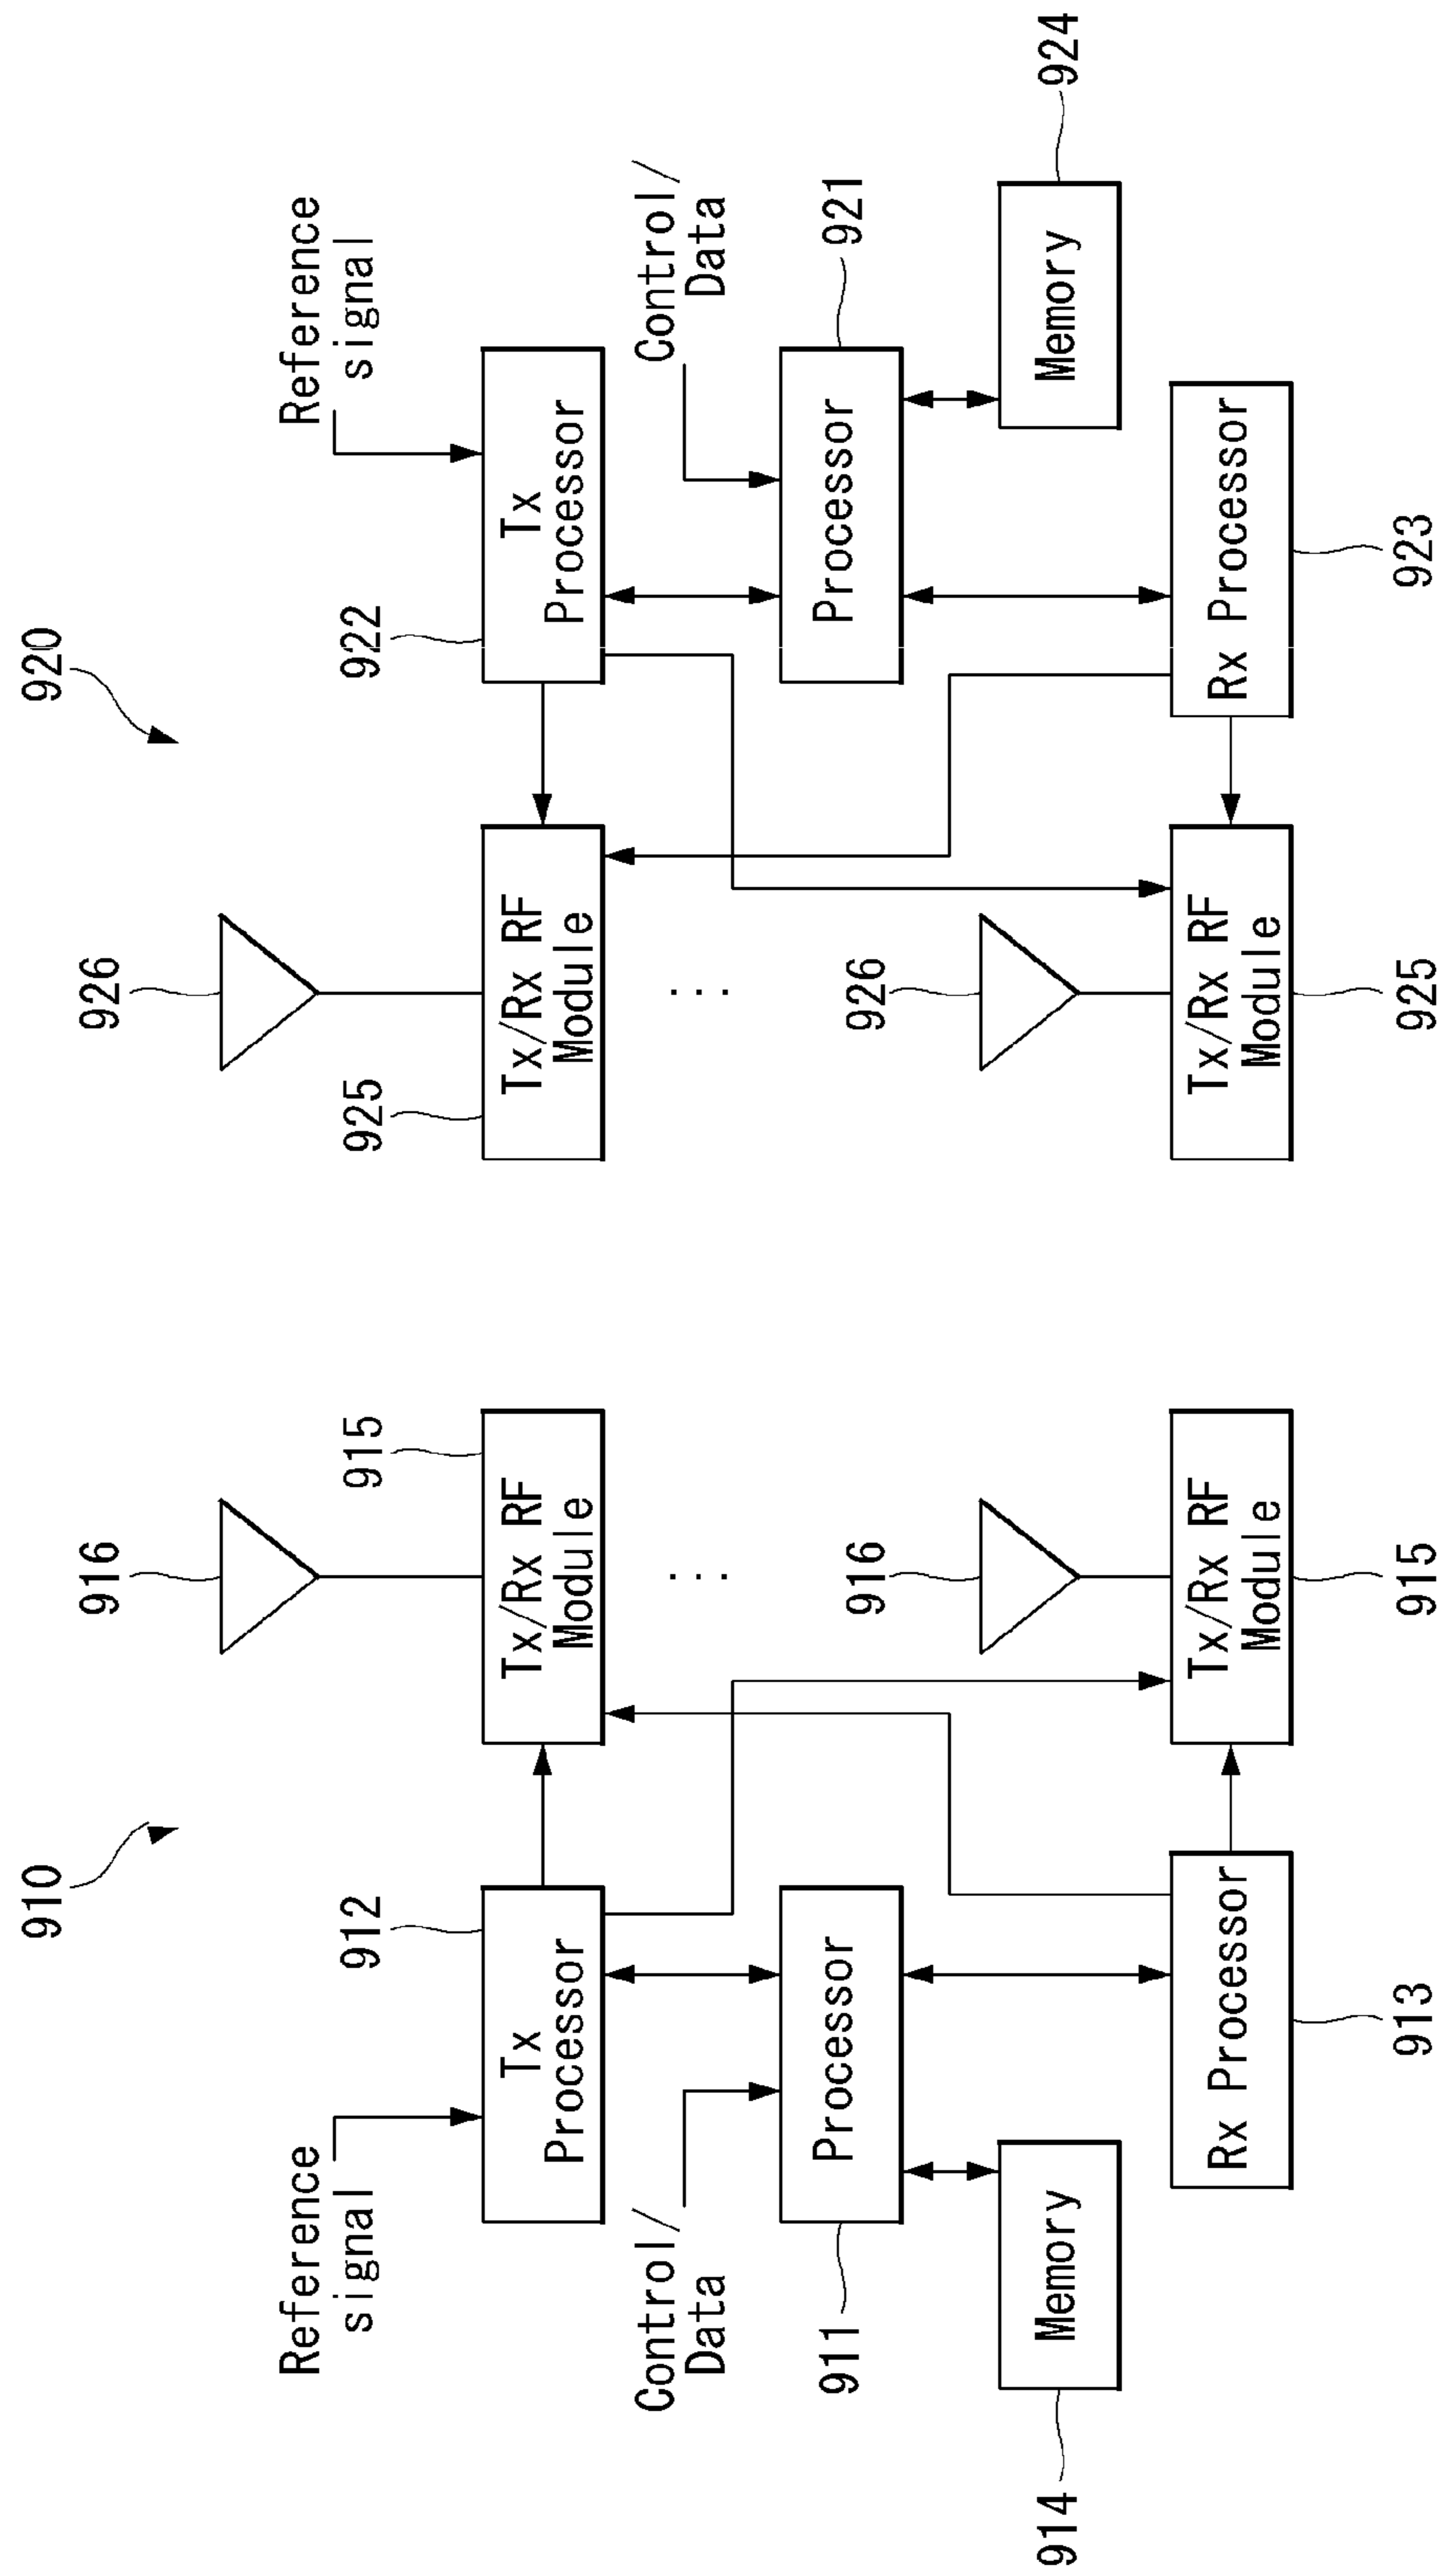 910
920
916
926
Reference
signal
912
915
925
922
Reference
signal
Tx
Processor
Tx/Rx RF
Module
Tx/Rx RF
Module
Tx
Processor
Control/
Data
...
...
Control/
Data
911
Processor
916
926
Processor
921
914
Memory
Memory
924
Rx Processor
Tx/Rx RF
Module
Tx/Rx RF
Module
Rx Processor
913
915
925
923